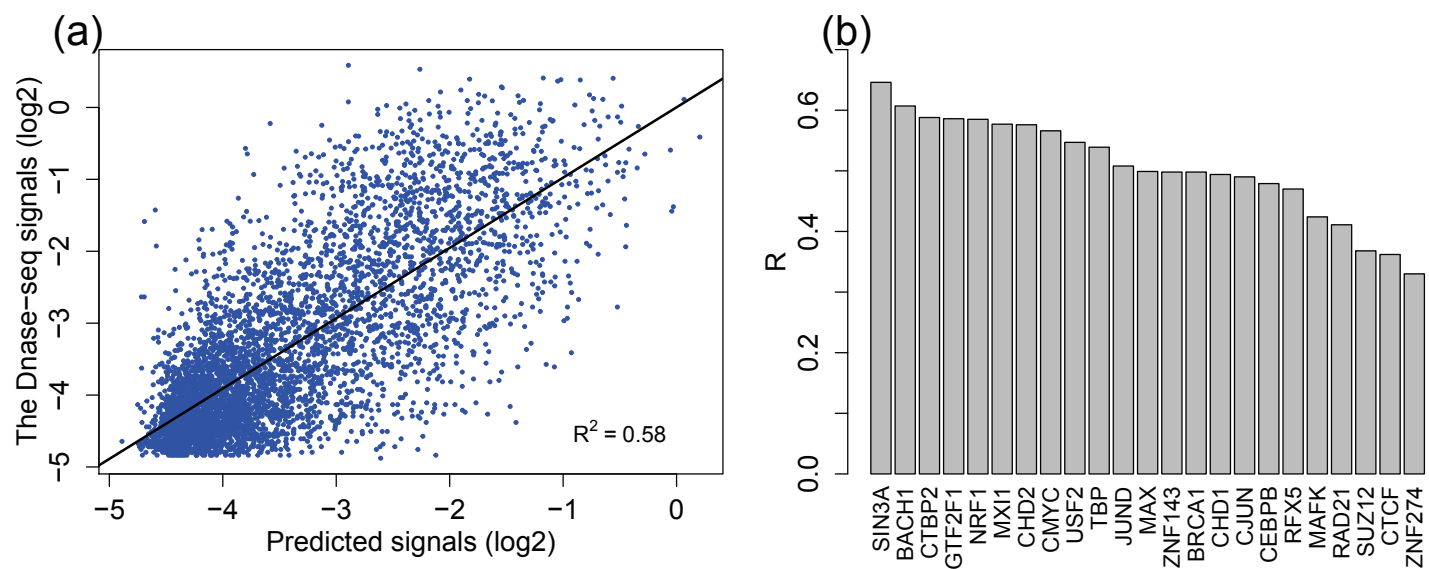 (a)
The Dnase−seq signals (log2)
0
−1
−2
−3
−4
−5
R2 = 0.58
−5 −4 −3 −2 −1 0
Predicted signals (log2)
(b)
R
0.6
0.4
0.2
0.0
SIN3A
BACH1
CTBP2
GTF2F1
NRF1
MXI1
CHD2
CMYC
USF2
TBP
JUND
MAX
ZNF143
BRCA1
CHD1
CJUN
CEBPB
RFX5
MAFK
RAD21
SUZ12
CTCF
ZNF274